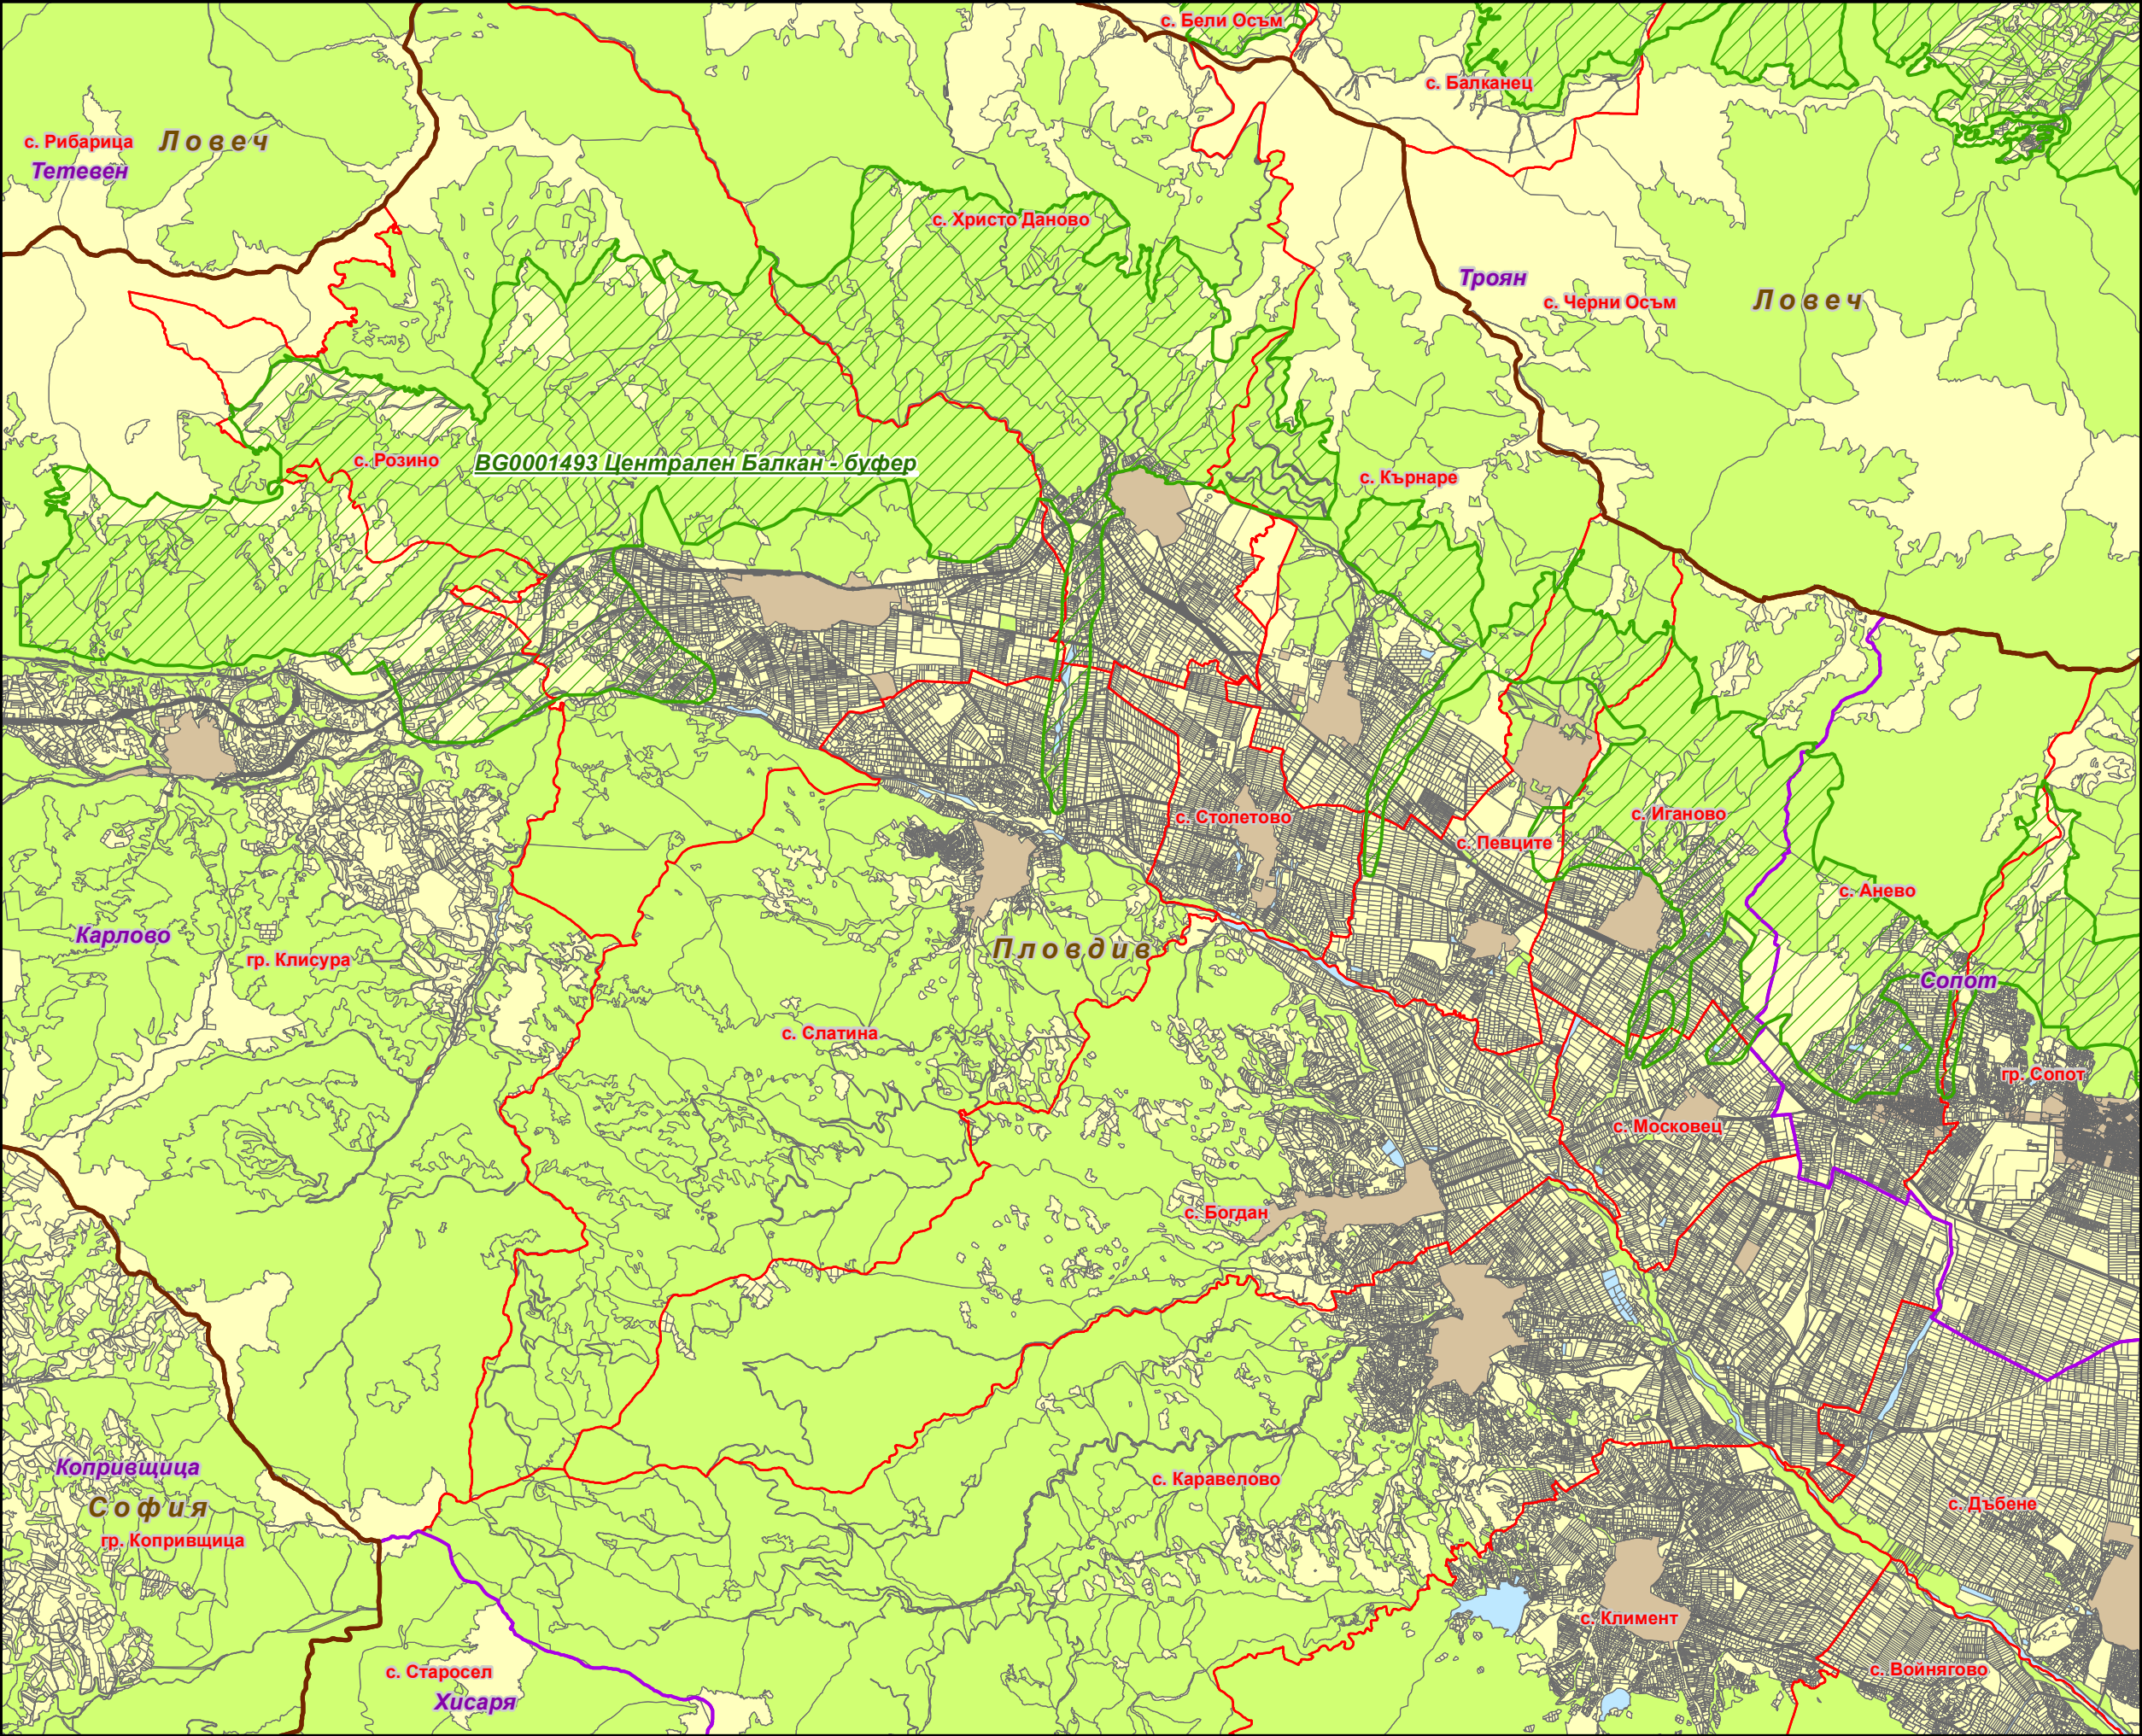 с. Бели Осъм
с. Балканец
с. Рибарица
Ловеч
Тетевен
с. Христо Даново
Троян
с. Черни Осъм
Ловеч
с. Розино
BG0001493 Централен Балкан - буфер
с. Кърнаре
с. Столетово
с. Иганово
с. Певците
с. Анево
Карлово
гр. Клисура
Пловдив
Сопот
с. Слатина
гр. Сопот
с. Московец
с. Богдан
Копривщица
с. Каравелово
София
с. Дъбене
гр. Копривщица
с. Климент
с. Старосел
с. Войнягово
Хисаря